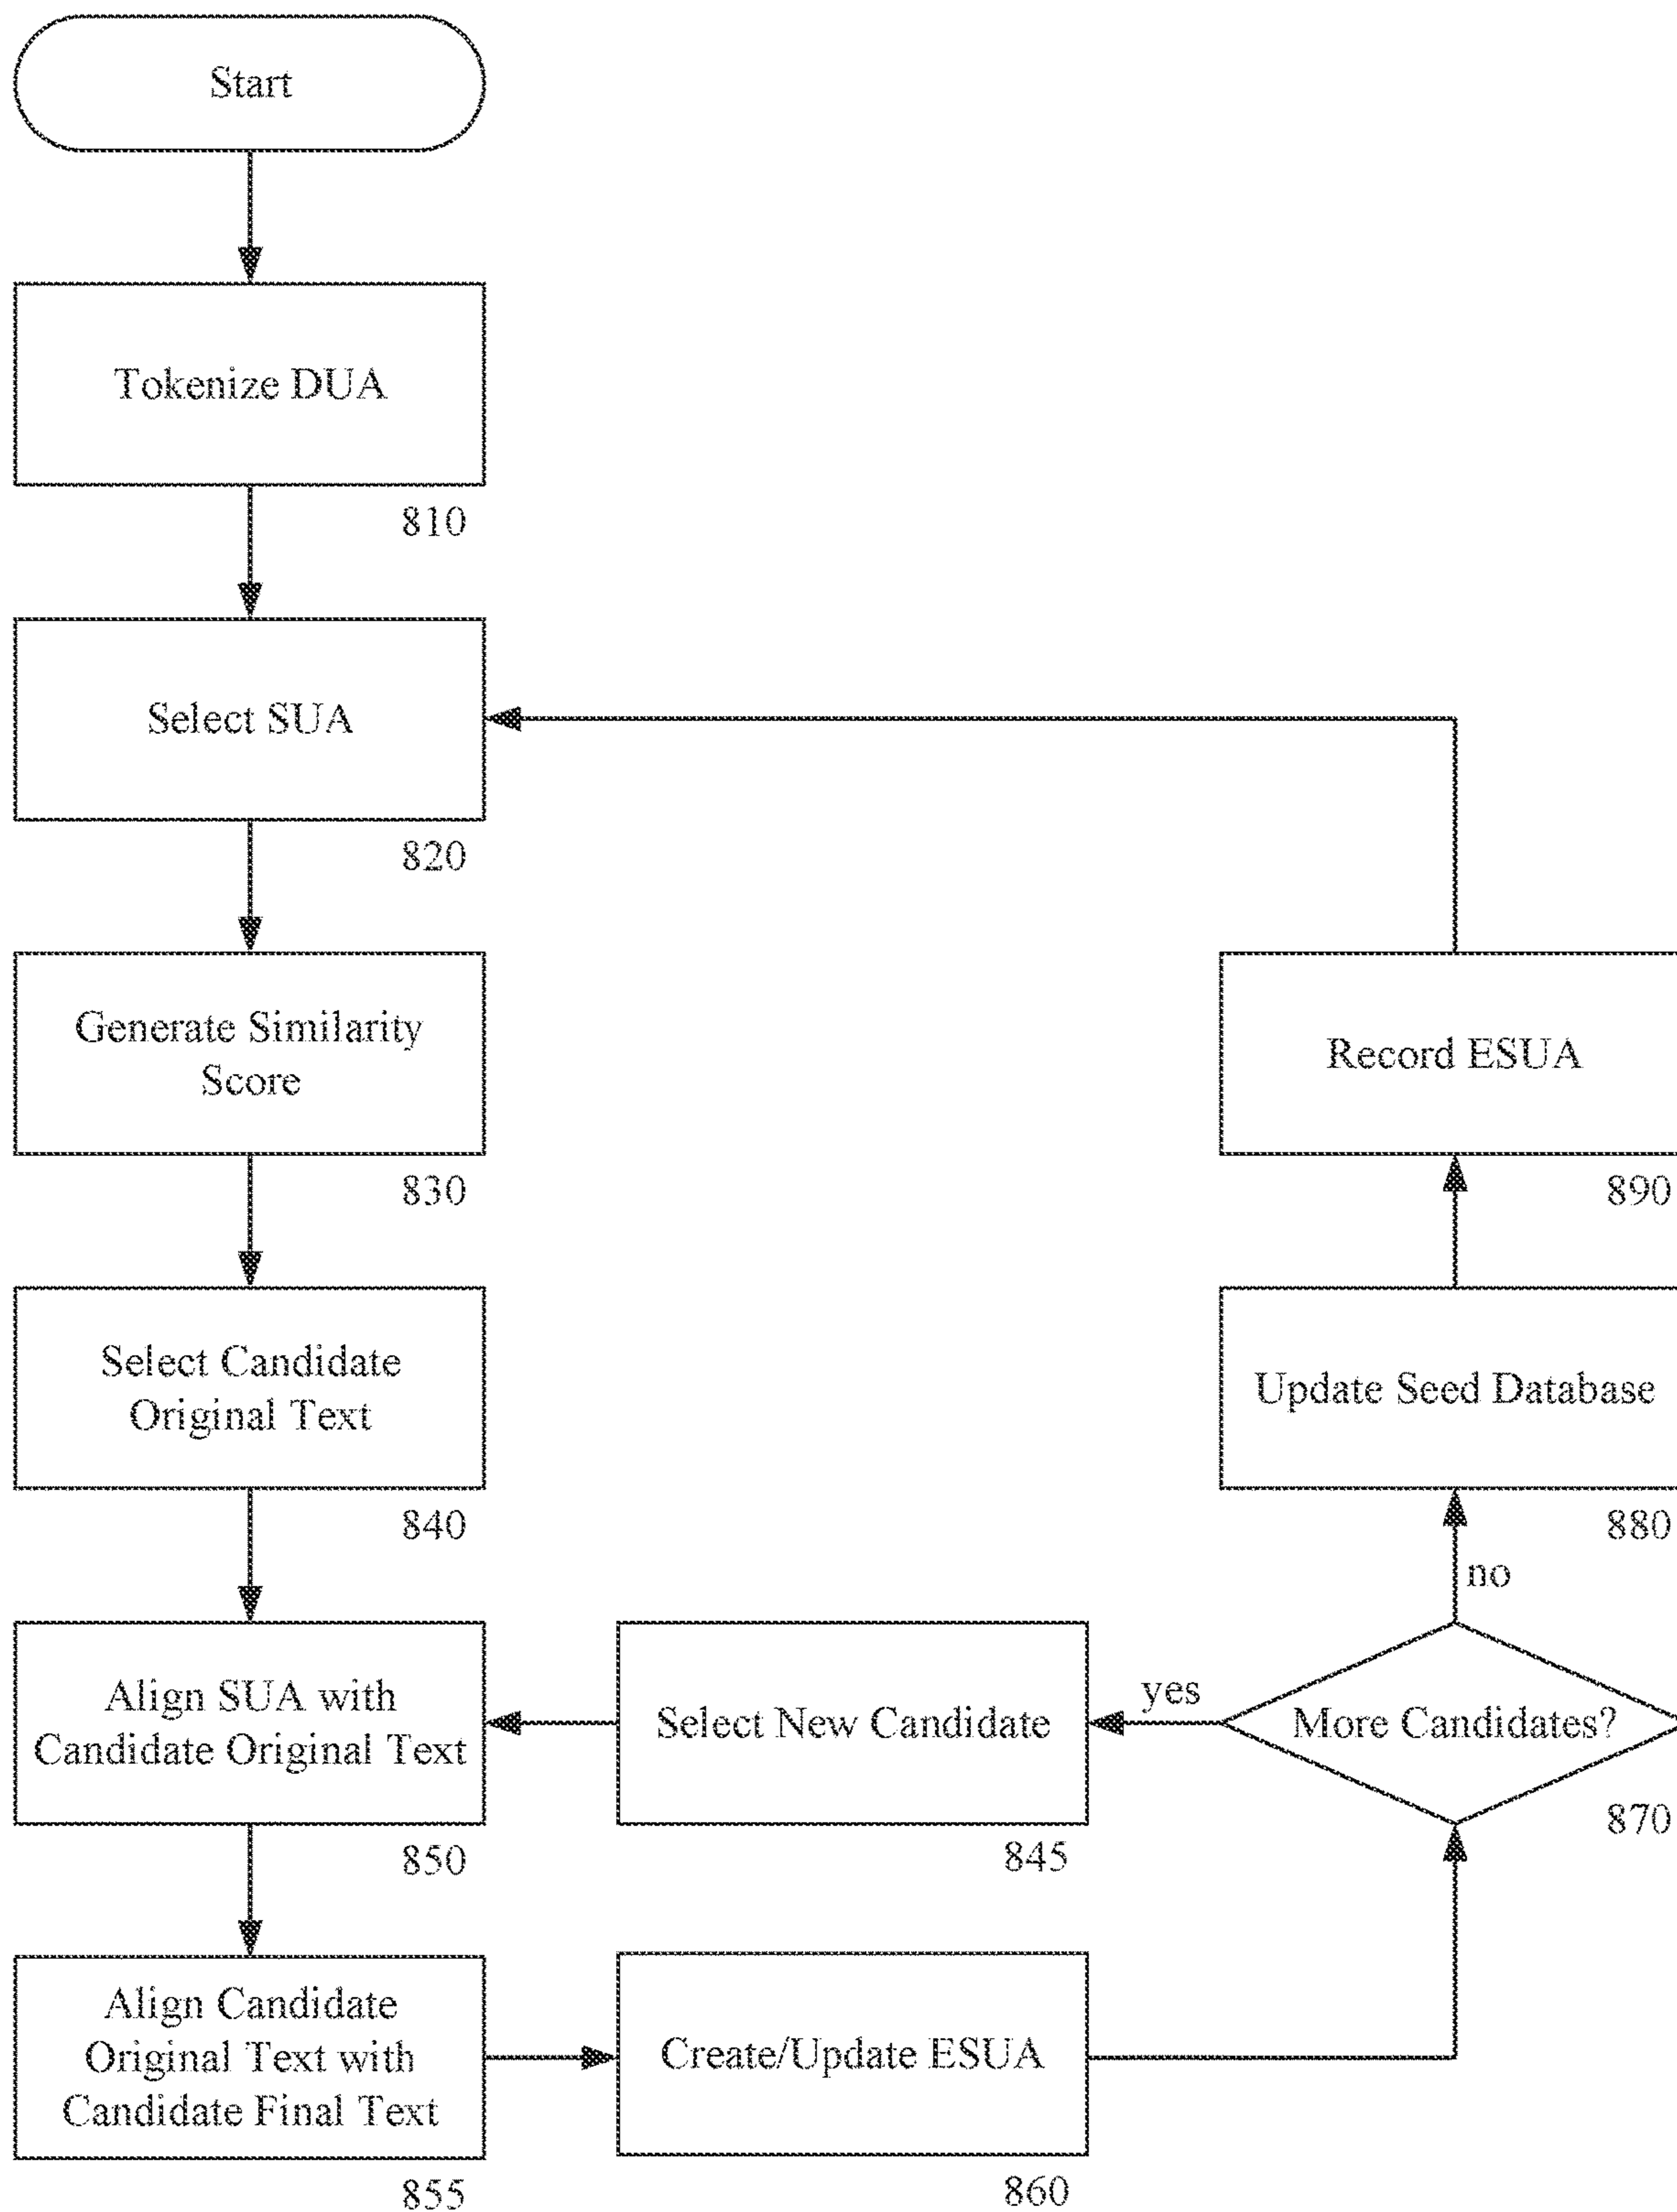 Start
Tokenize DUA
810
Select SUA
820
Generate Similarity
Score
830
Record ESUA
890
Select Candidate
Original Text
840
Update Seed Database
880
no
Align SUA with
Candidate Original Text
850
Select New Candidate
845
yes
More Candidates?
870
Align Candidate
Original Text with
Candidate Final Text
855
Create/Update ESUA
860